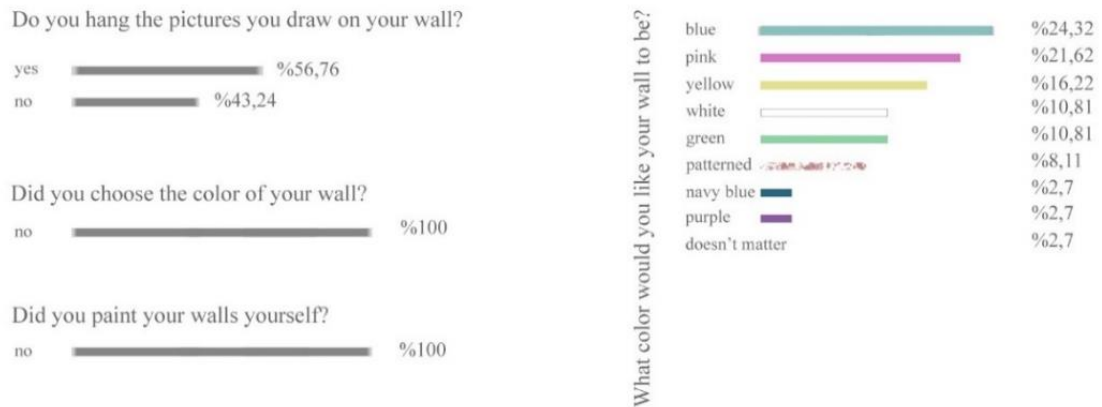 Do you hang the pictures you draw on your wall?
yes %56,76
no %43,24
Did you choose the color of your wall?
no %100
Did you paint your walls yourself?
no %100
What color would you like your wall to be?
blue %24,32
pink %21,62
yellow %16,22
white %10,81
green %10,81
patterned %8,11
navy blue %2,7
purple %2,7
doesn't matter %2,7